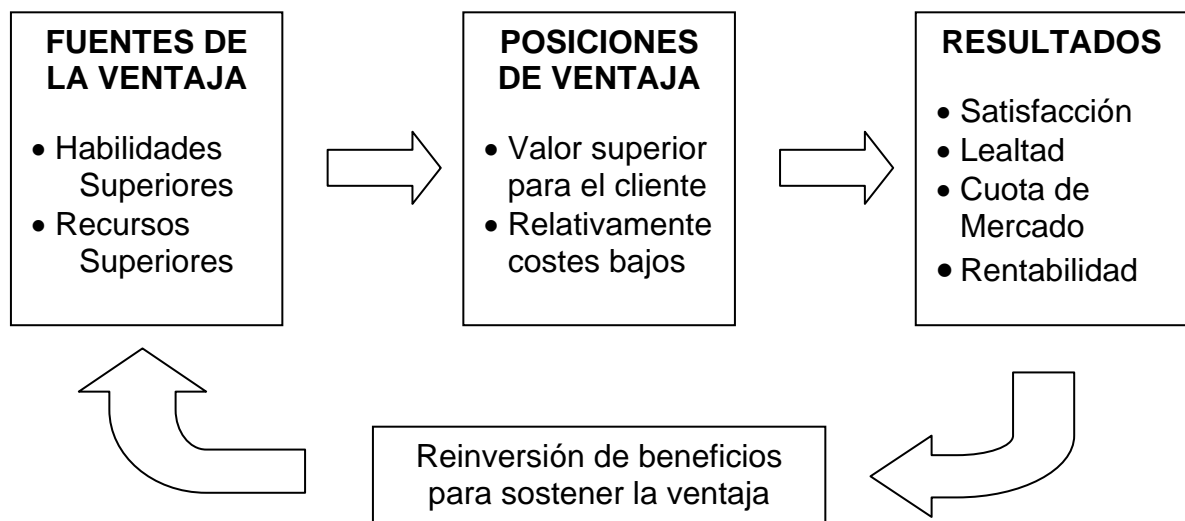 FUENTES DE
LA VENTAJA
• Habilidades
Superiores
• Recursos
Superiores
POSICIONES
DE VENTAJA
• Valor superior
para el cliente
• Relativamente
costes bajos
RESULTADOS
• Satisfacción
• Lealtad
• Cuota de
Mercado
• Rentabilidad
Reinversión de beneficios
para sostener la ventaja